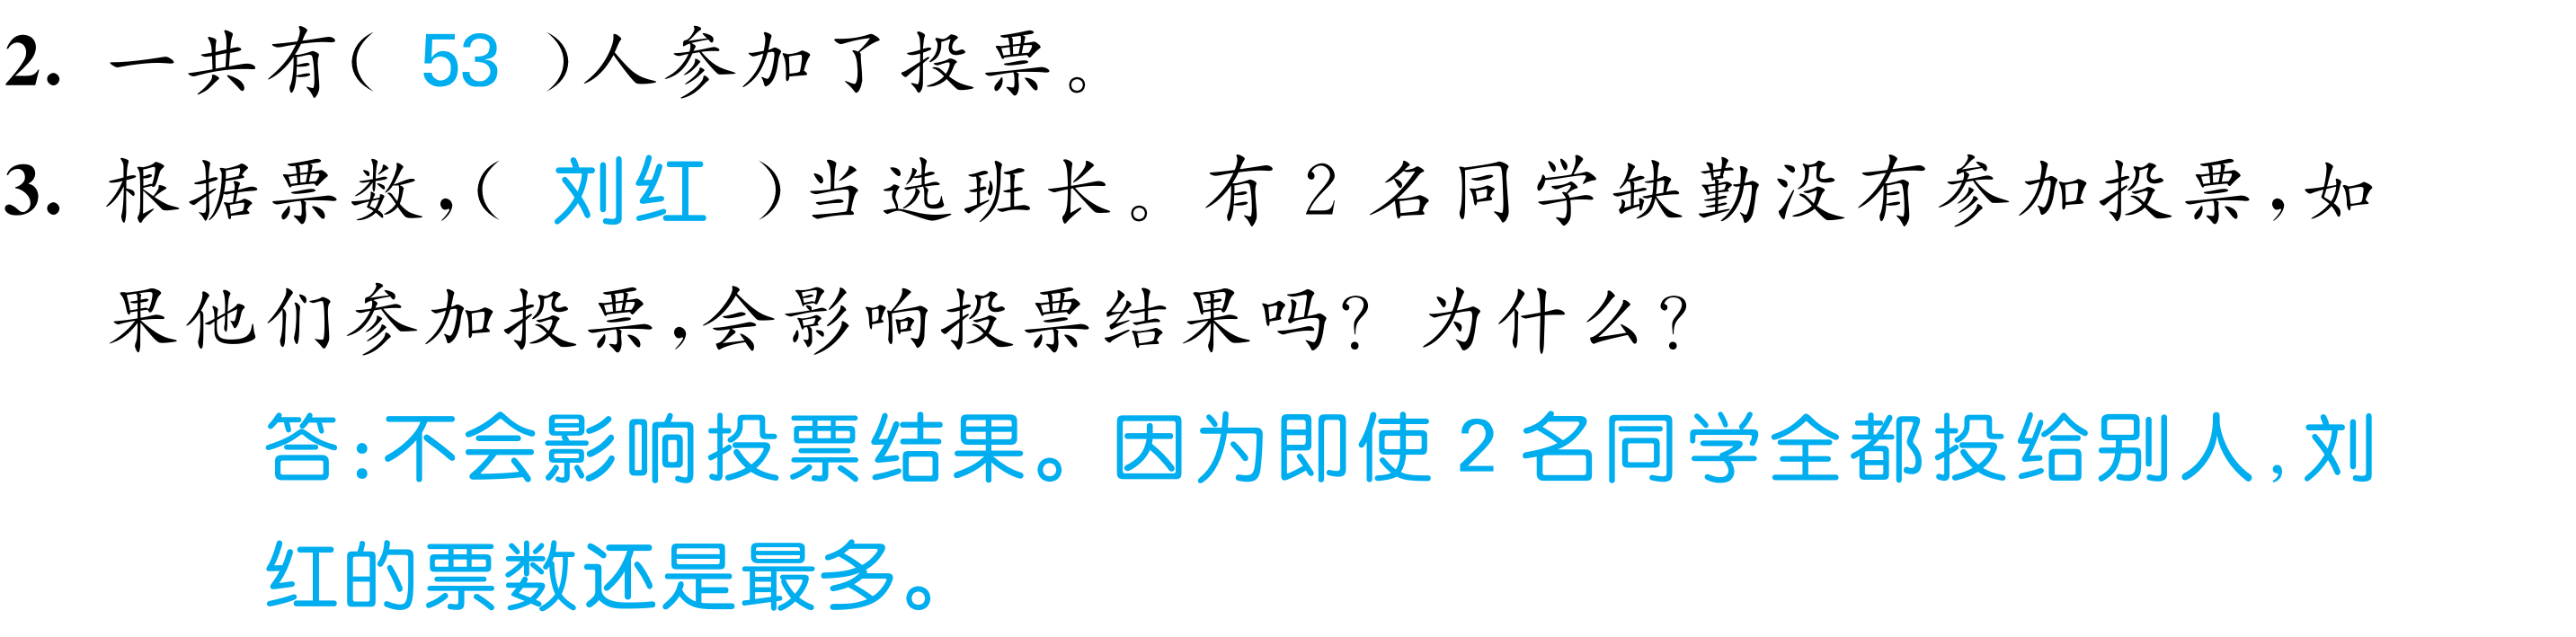 2. 一共有( 53 )人参加了投票。
3. 根据票数,( 刘红 )当选班长。有 2 名同学缺勤没有参加投票,如
果他们参加投票,会影响投票结果吗? 为什么?
答:不会影响投票结果。因为即使 2 名同学全都投给别人,刘
红的票数还是最多。